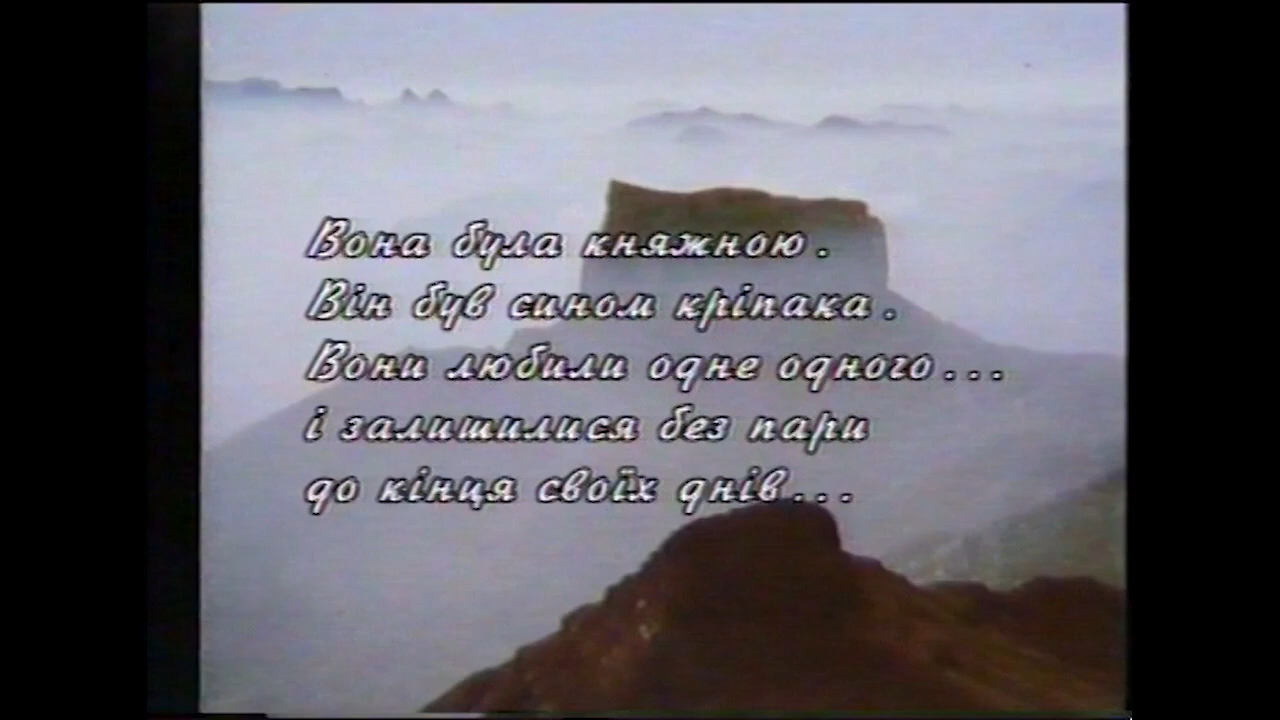 Вона була княжною.
Він був сином кріпака.
Вони любили одне одного...
і залишилися без пари
до кінця своїх днів...